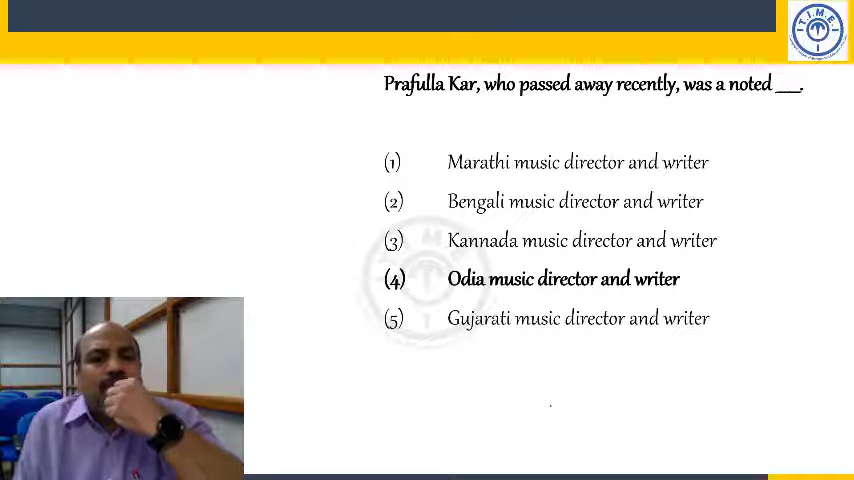 T.I.M.E.
Prafulla Kar, who passed away recently, was a noted ___.
(1) Marathi music director and writer
(2) Bengali music director and writer
(3) Kannada music director and writer
(4) Odia music director and writer
(5) Gujarati music director and writer